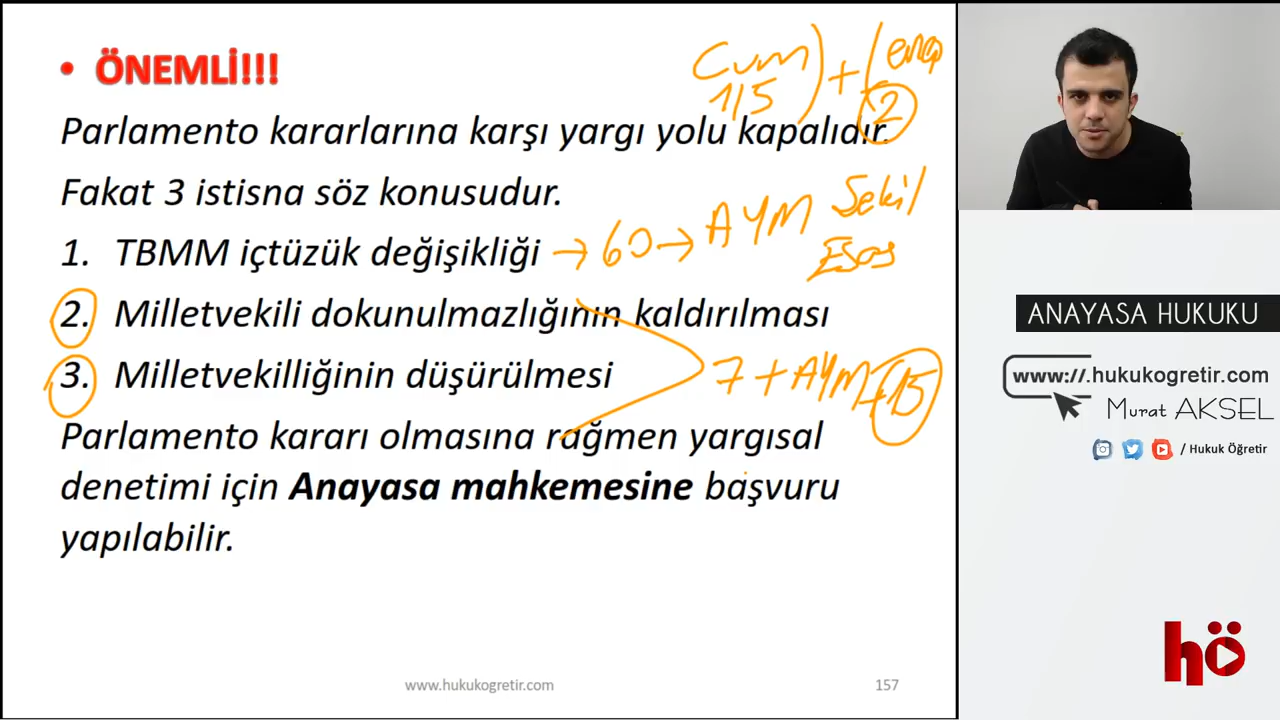 • ÖNEMLİ!!!
Cum
1/5
+
2
Parlamento kararlarına karşı yargı yolu kapalıdır.
Fakat 3 istisna söz konusudur.
1. TBMM içtüzük değişikliği → 60 → AYM Şekil
Esas
2. Milletvekili dokunulmazlığının kaldırılması
3. Milletvekilliğinin düşürülmesi
7 + AYM 15
Parlamento kararı olmasına rağmen yargısal
denetimi için Anayasa mahkemesine başvuru
yapılabilir.
www.hukukogretir.com
157
ANAYASA HUKUKU
www://.hukukogretir.com
Murat AKSEL
/ Hukuk Öğretir
hö